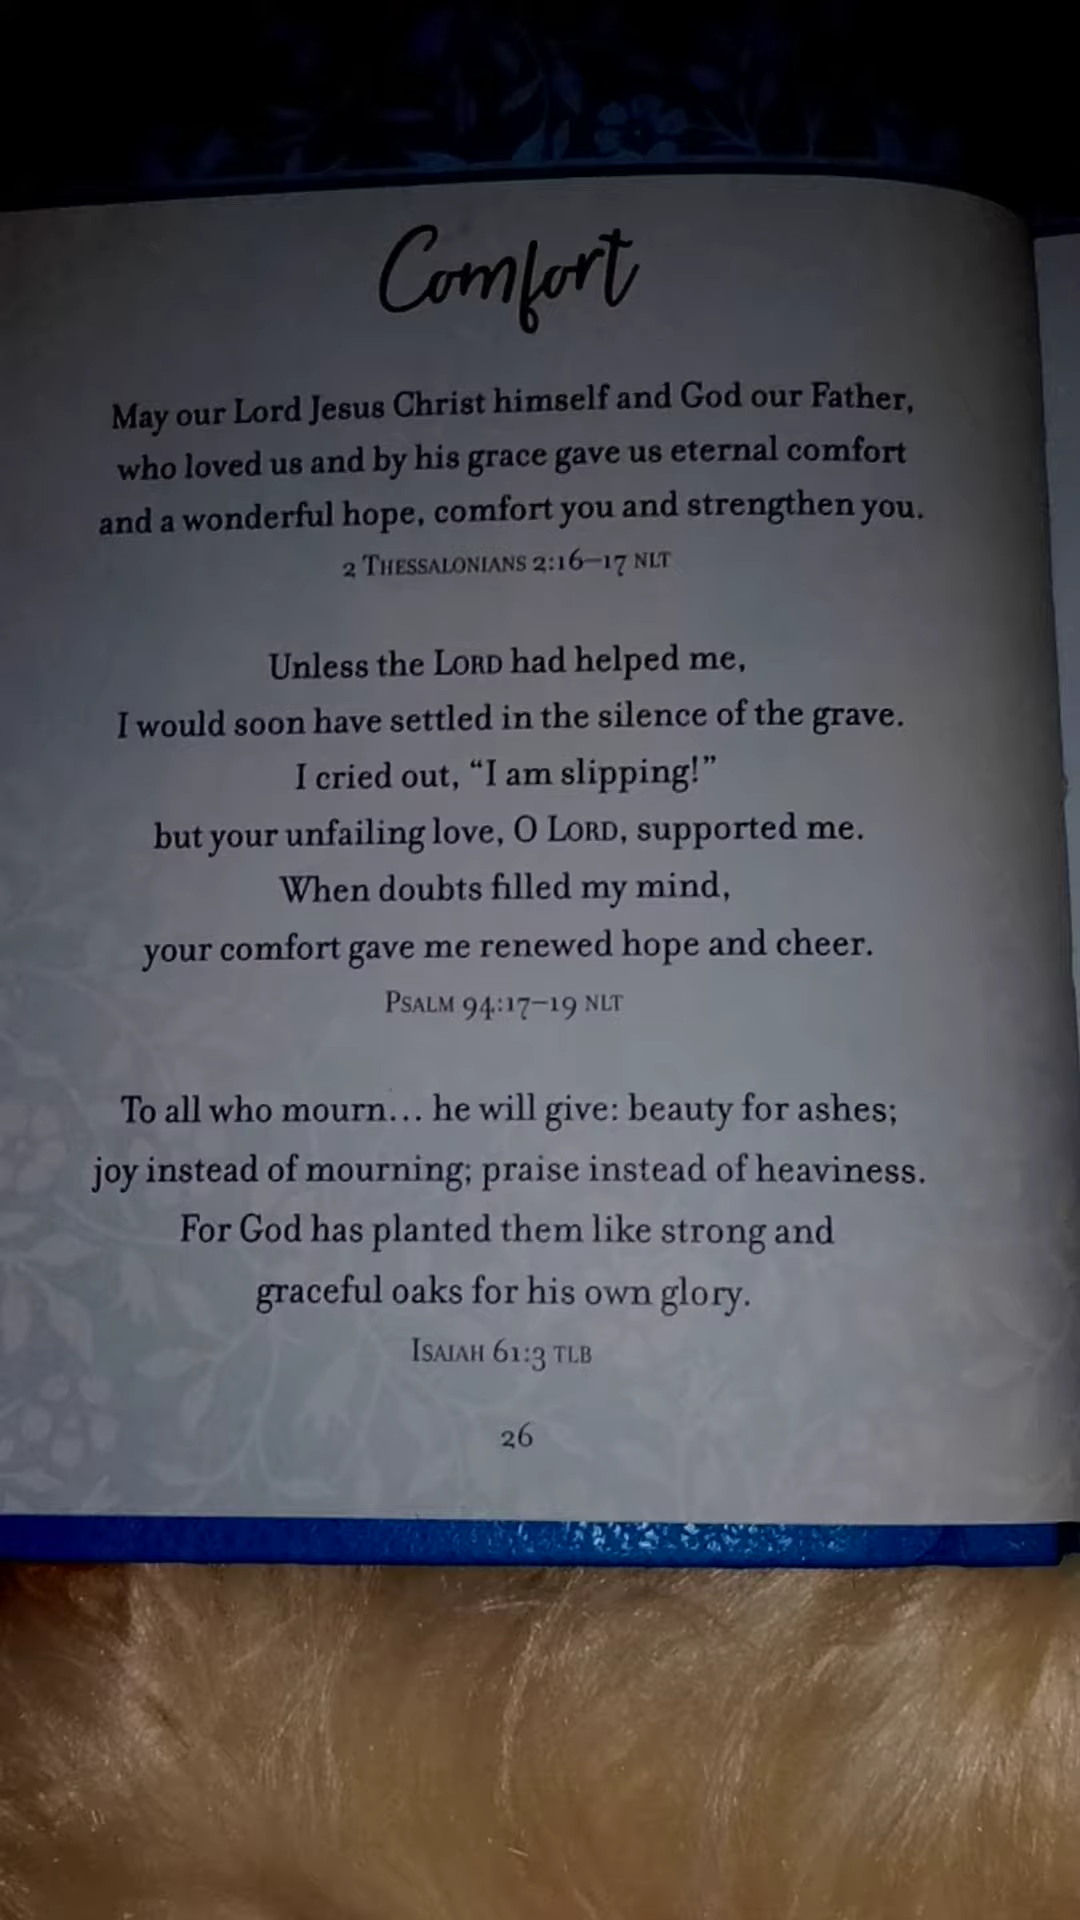 Comfort
May our Lord Jesus Christ himself and God our Father,
who loved us and by his grace gave us eternal comfort
and a wonderful hope, comfort you and strengthen you.
2 Thessalonians 2:16–17 NLT
Unless the Lord had helped me,
I would soon have settled in the silence of the grave.
I cried out, “I am slipping!”
but your unfailing love, O Lord, supported me.
When doubts filled my mind,
your comfort gave me renewed hope and cheer.
Psalm 94:17–19 NLT
To all who mourn... he will give: beauty for ashes;
joy instead of mourning; praise instead of heaviness.
For God has planted them like strong and
graceful oaks for his own glory.
Isaiah 61:3 TLB
26